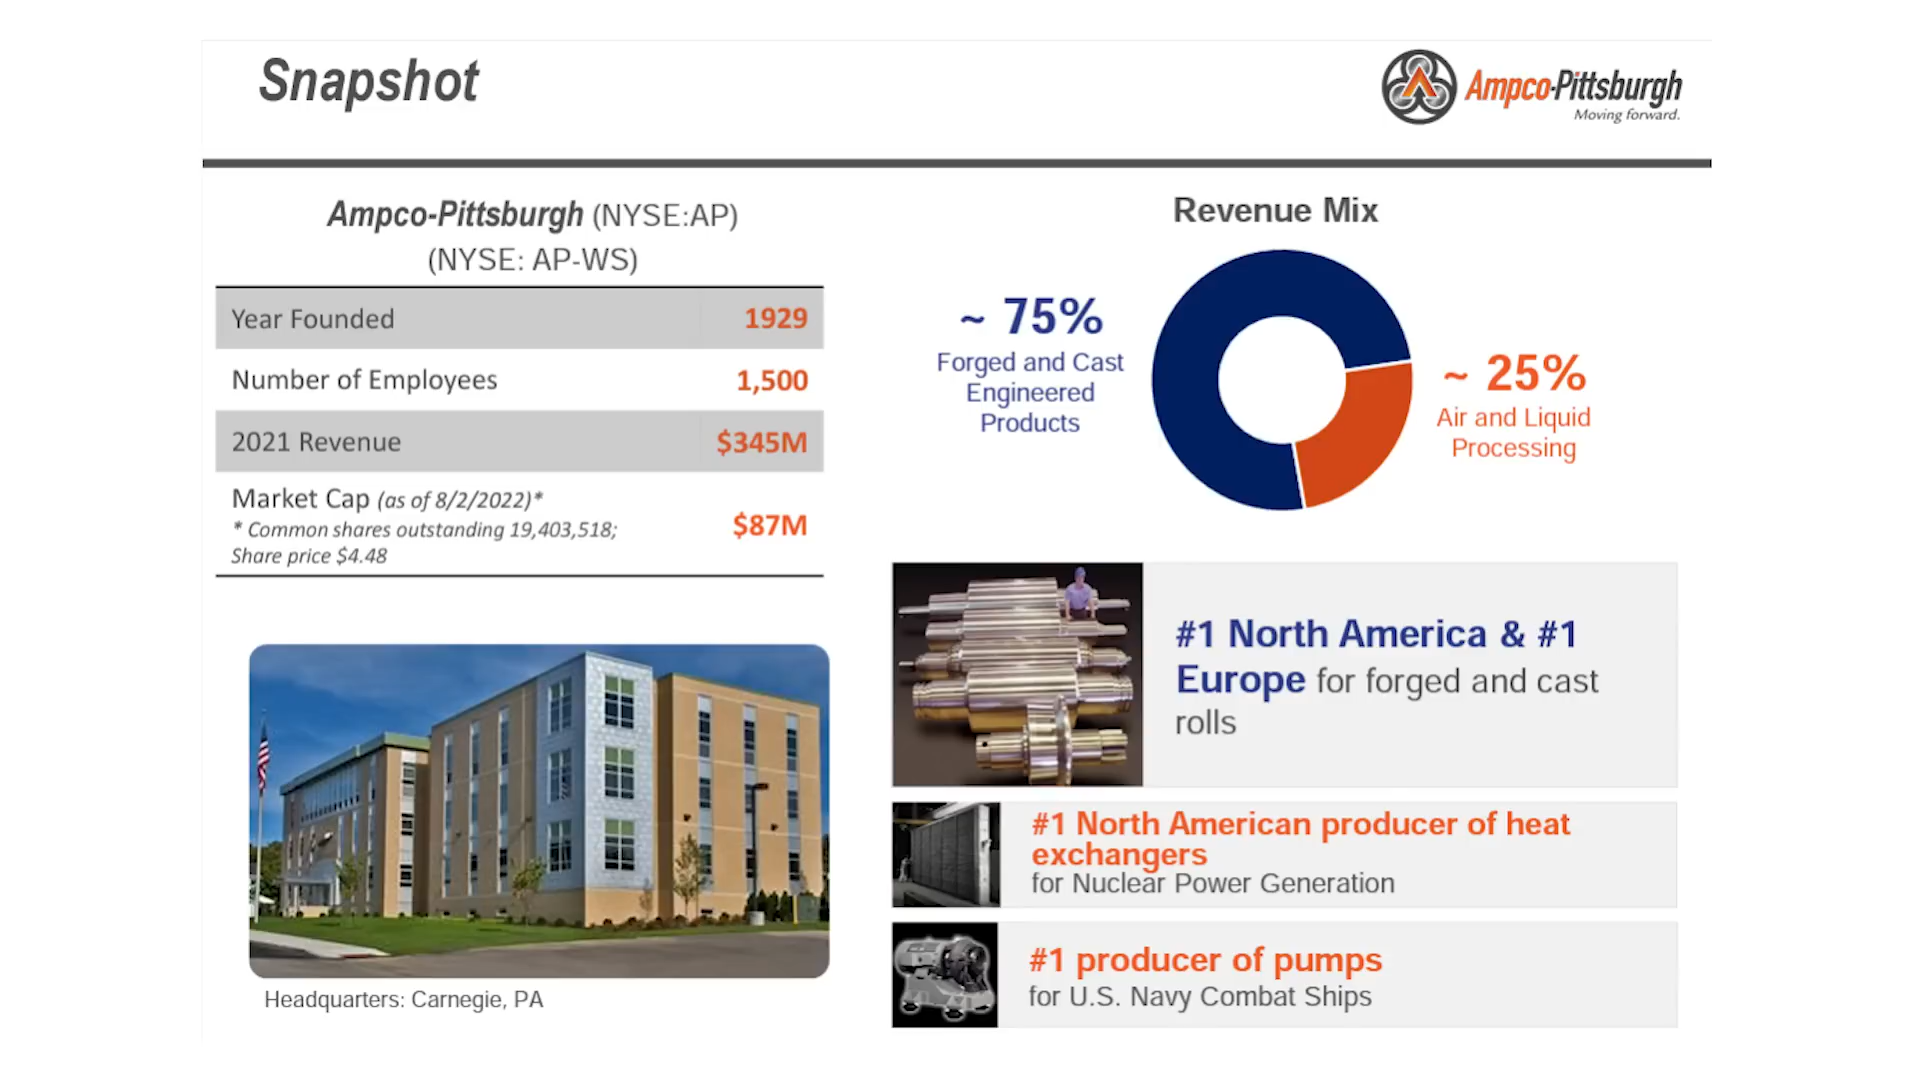 Snapshot
Ampco-Pittsburgh
Moving forward.
Ampco-Pittsburgh (NYSE:AP)
(NYSE: AP-WS)
Year Founded 1929
Number of Employees 1,500
2021 Revenue $345M
Market Cap (as of 8/2/2022)*
* Common shares outstanding 19,403,518;
Share price $4.48
$87M
Headquarters: Carnegie, PA
Revenue Mix
~ 75%
Forged and Cast
Engineered
Products
~ 25%
Air and Liquid
Processing
#1 North America & #1
Europe for forged and cast
rolls
#1 North American producer of heat
exchangers
for Nuclear Power Generation
#1 producer of pumps
for U.S. Navy Combat Ships